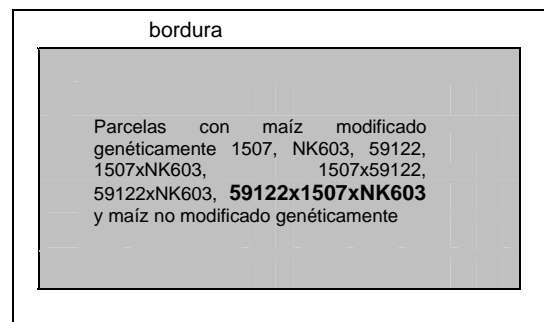 bordura
Parcelas con maíz modificado
genéticamente 1507, NK603, 59122,
1507xNK603, 1507x59122,
59122xNK603, 59122x1507xNK603
y maíz no modificado genéticamente